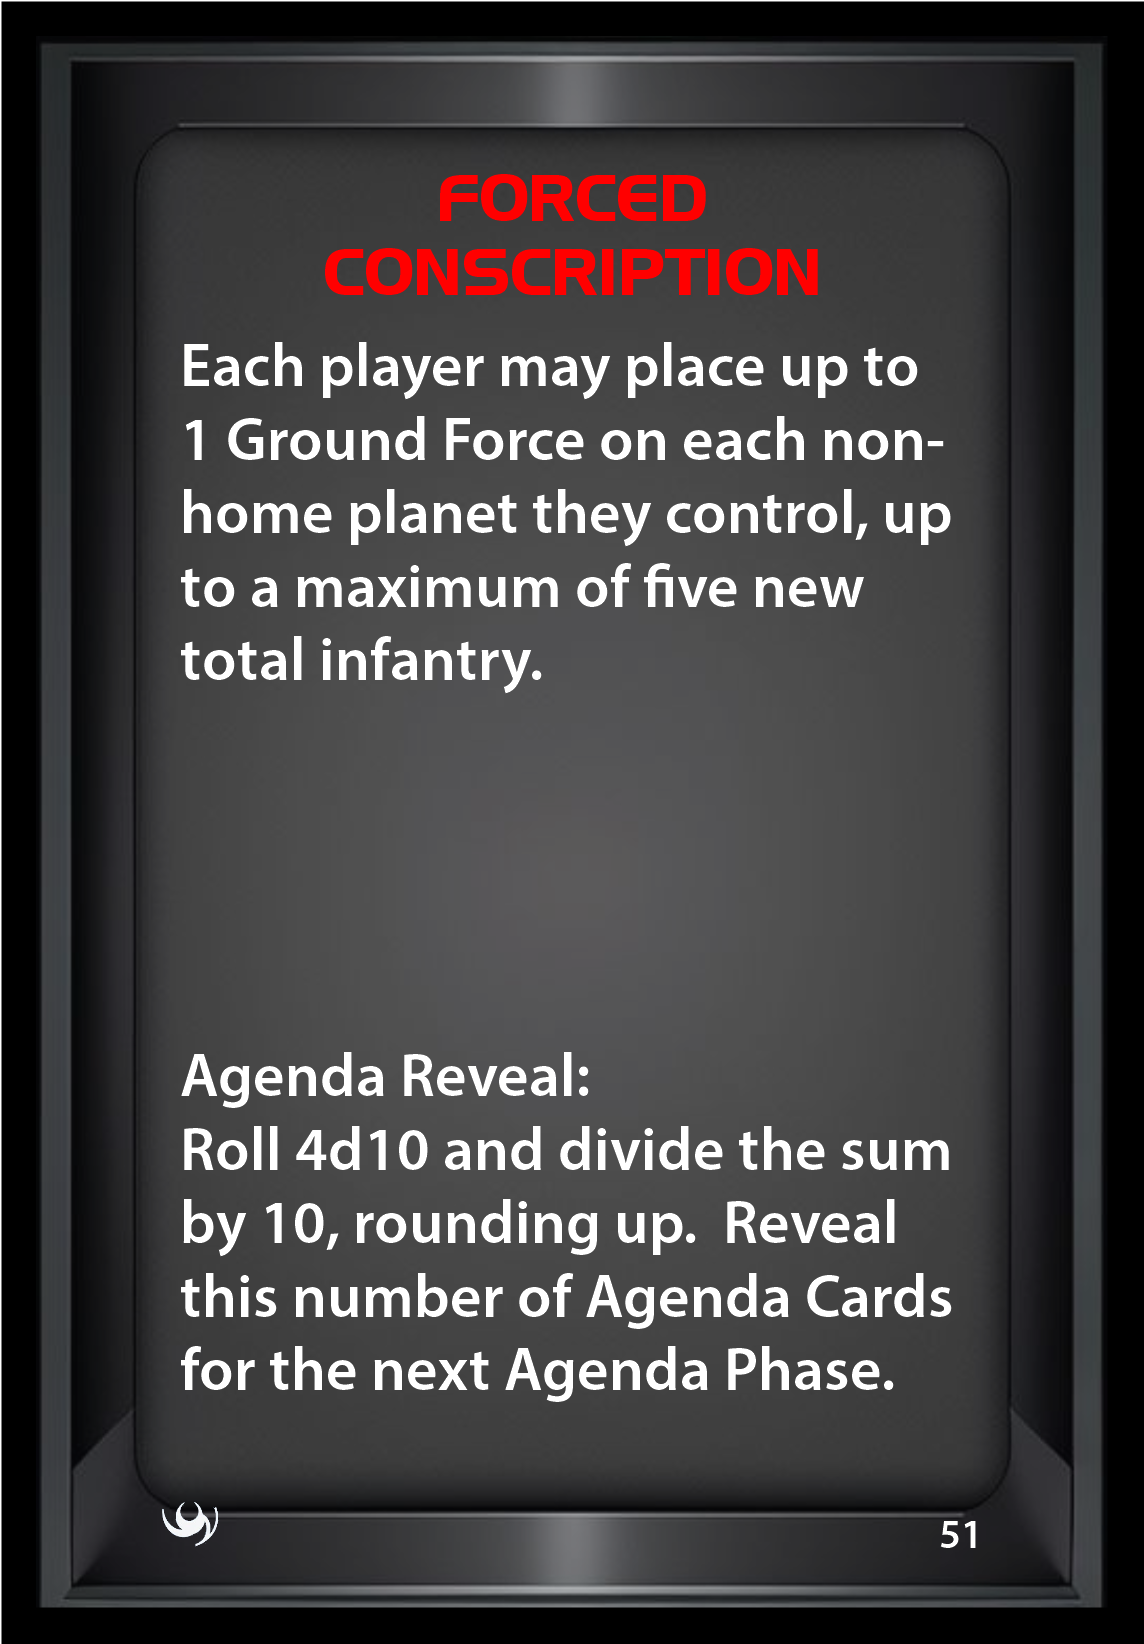 FORCED
CONSCRIPTION
Each player may place up to
1 Ground Force on each non-
home planet they control, up
to a maximum of five new
total infantry.
Agenda Reveal:
Roll 4d10 and divide the sum
by 10, rounding up.  Reveal
this number of Agenda Cards
for the next Agenda Phase.
51